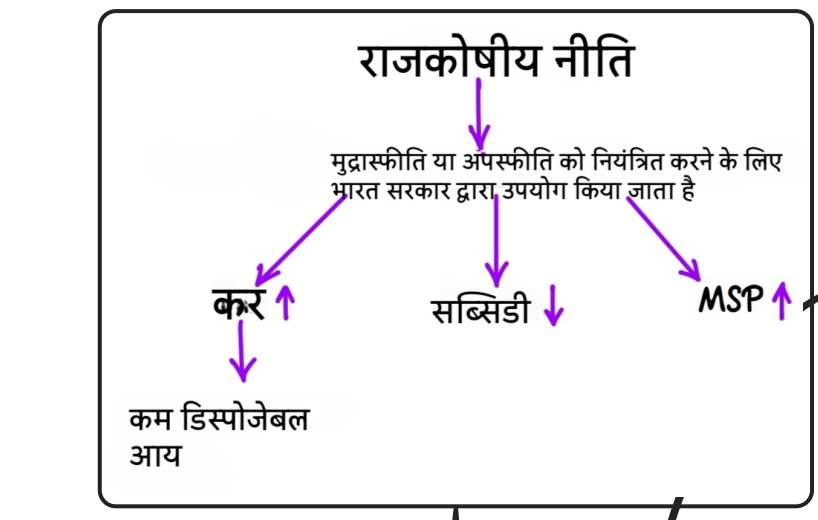 राजकोषीय नीति
मुद्रास्फीति या अपस्फीति को नियंत्रित करने के लिए
भारत सरकार द्वारा उपयोग किया जाता है
कर ↑
सब्सिडी ↓
MSP ↑
कम डिस्पोजेबल
आय